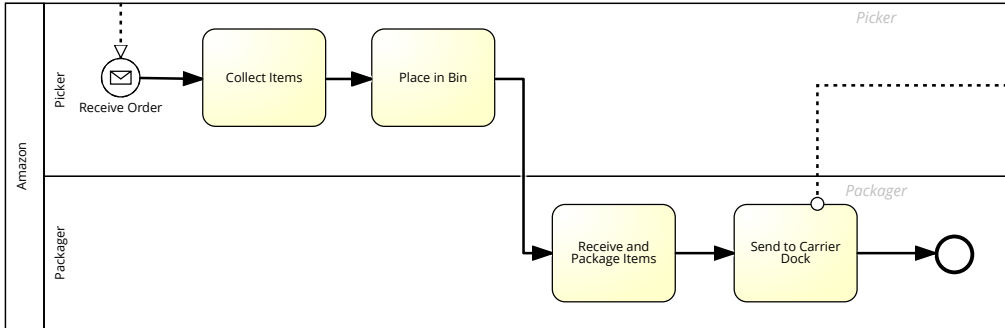 Amazon
Picker
Picker
Receive Order
Collect Items
Place in Bin
Packager
Packager
Receive and
Package Items
Send to Carrier
Dock